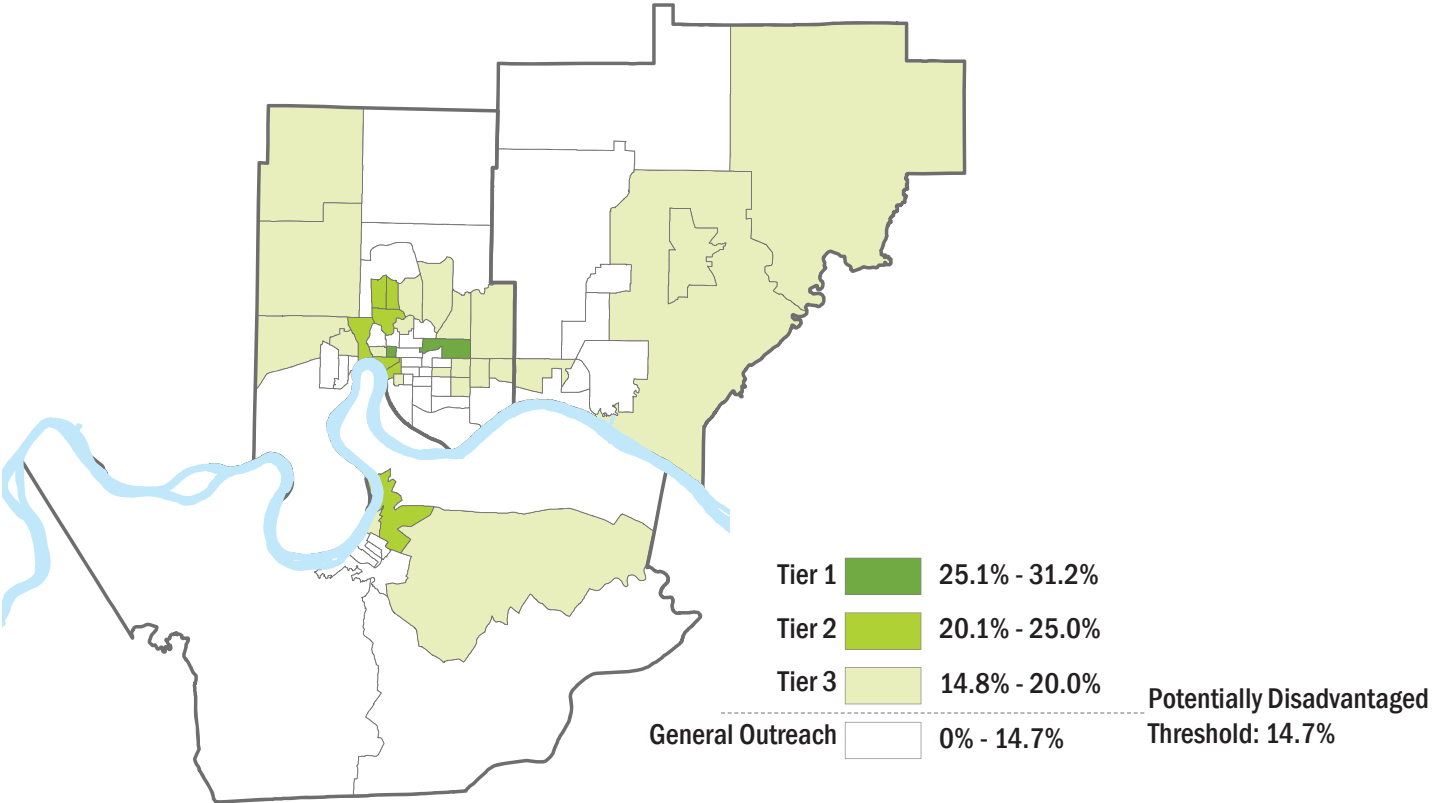 Tier 1 25.1% - 31.2%
Tier 2 20.1% - 25.0%
Tier 3 14.8% - 20.0%
General Outreach 0% - 14.7%
Potentially Disadvantaged
Threshold: 14.7%